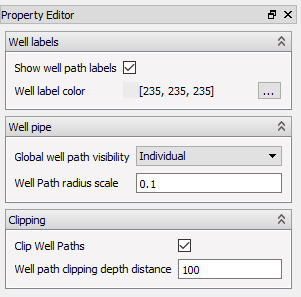 Property Editor
Well labels
Show well path labels
Well label color [235, 235, 235] ...
Well pipe
Global well path visibility Individual
Well Path radius scale 0.1
Clipping
Clip Well Paths
Well path clipping depth distance 100